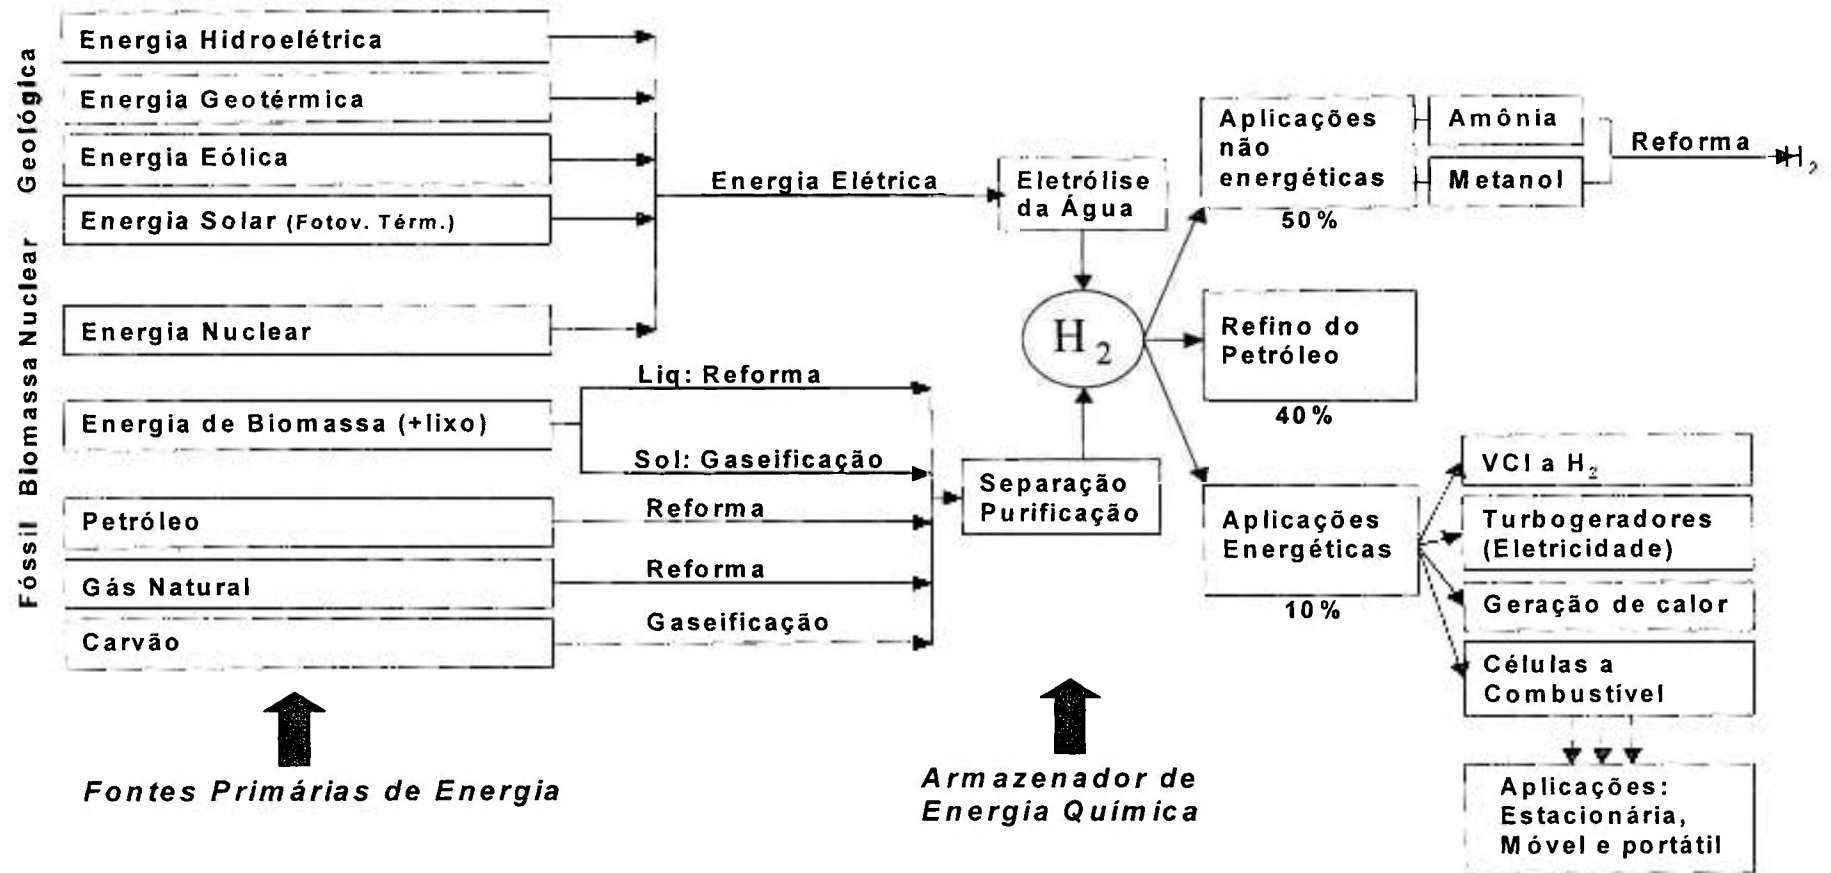 Geológica
Nuclear
Biomassa
Fóssil
Energia Hidroelétrica
Energia Geotérmica
Energia Eólica
Energia Solar (Fotov. Térm.)
Energia Nuclear
Energia de Biomassa (+lixo)
Petróleo
Gás Natural
Carvão
Fontes Primárias de Energia
Energia Elétrica
Liq: Reforma
Sol: Gaseificação
Reforma
Reforma
Gaseificação
Eletrólise
da Água
H2
Separação
Purificação
Armazenador de
Energia Química
Aplicações
não
energéticas
50%
Amônia
Metanol
Reforma
H2
Refino do
Petróleo
40%
Aplicações
Energéticas
10%
VCI a H2
Turbogeradores
(Eletricidade)
Geração de calor
Células a
Combustível
Aplicações:
Estacionária,
Móvel e portátil